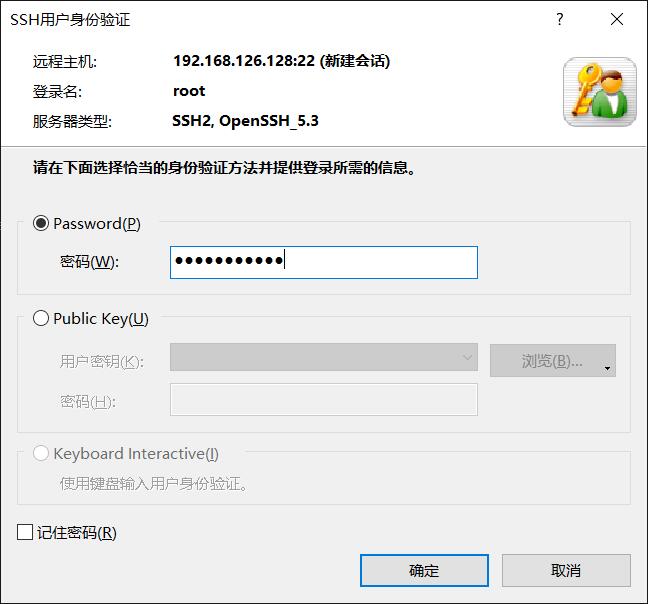 SSH用户身份验证
远程主机: 192.168.126.128:22 (新建会话)
登录名: root
服务器类型: SSH2, OpenSSH_5.3
请在下面选择恰当的身份验证方法并提供登录所需的信息。
Password(P)
密码(W): ●●●●●●●●●●●
Public Key(U)
用户密钥(K): 浏览(B)...
密码(H):
Keyboard Interactive(I)
使用键盘输入用户身份验证。
记住密码(R)
确定 取消